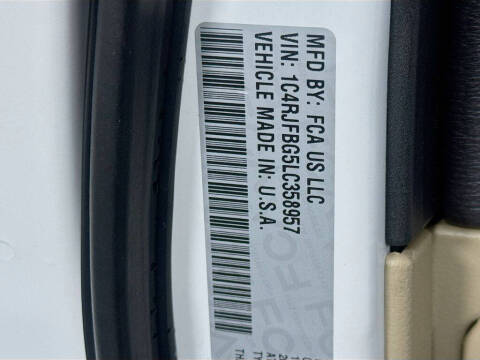 MFD BY: FCA US LLC
VIN: 1C4RJFBG5LC358957
VEHICLE MADE IN: U.S.A.